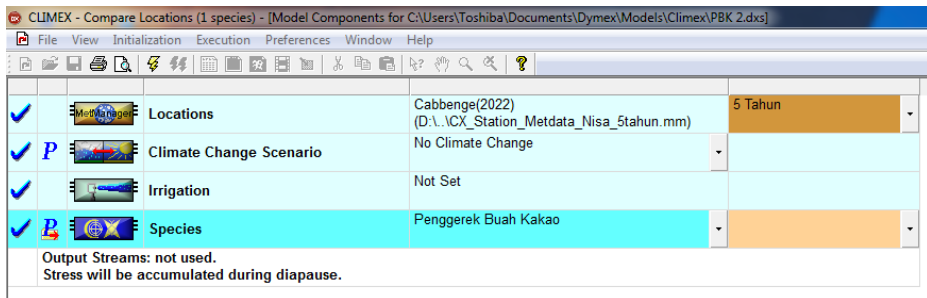 CLIMEX - Compare Locations (1 species) - [Model Components for C:\Users\Toshiba\Documents\Dymex\Models\Climex\PBK 2.dxs]
File View Initialization Execution Preferences Window Help
MetManager Locations Cabbenge(2022) 5 Tahun
(D:\..\CX_Station_Metdata_Nisa_5tahun.mm)
P Climate Change Scenario No Climate Change
Irrigation Not Set
P Species Penggerek Buah Kakao
Output Streams: not used.
Stress will be accumulated during diapause.